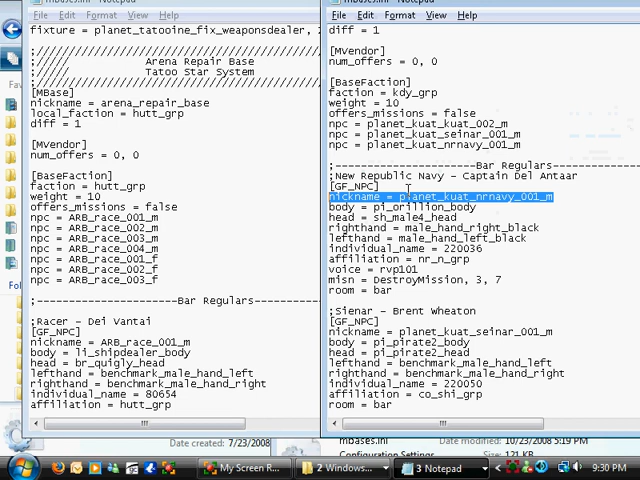 mbases.ini - Notepad
File Edit Format View Help
fixture = planet_tatooine_fix_weaponsdealer, 
;///////////////////////////////////////
;///// Arena Repair Base
;///// Tatoo Star System
;///////////////////////////////////////
[MBase]
nickname = arena_repair_base
local_faction = hutt_grp
diff = 1
[MVendor]
num_offers = 0, 0
[BaseFaction]
faction = hutt_grp
weight = 10
offers_missions = false
npc = ARB_race_001_m
npc = ARB_race_002_m
npc = ARB_race_003_m
npc = ARB_race_004_m
npc = ARB_race_001_f
npc = ARB_race_002_f
npc = ARB_race_003_f
;-------------------------Bar Regulars
;Racer - Dei Vantai
[GF_NPC]
nickname = ARB_race_001_m
body = li_shipdealer_body
head = br_quigly_head
lefthand = benchmark_male_hand_left
righthand = benchmark_male_hand_right
individual_name = 80654
affiliation = hutt_grp
mbases.ini - Notepad
File Edit Format View Help
diff = 1
[MVendor]
num_offers = 0, 0
[BaseFaction]
faction = kdy_grp
weight = 10
offers_missions = false
npc = planet_kuat_kuat_002_m
npc = planet_kuat_seinar_001_m
npc = planet_kuat_nrnavy_001_m
;-------------------------Bar Regulars
;New Republic Navy - Captain Del Antaar
[GF_NPC]
nickname = planet_kuat_nrnavy_001_m
body = pi_orillion_body
head = sh_male4_head
righthand = male_hand_right_black
lefthand = male_hand_left_black
individual_name = 220036
affiliation = nr_n_grp
voice = rvp101
misn = DestroyMission, 3, 7
room = bar
;Sienar - Brent Wheaton
[GF_NPC]
nickname = planet_kuat_seinar_001_m
body = pi_pirate2_body
head = pi_pirate2_head
lefthand = benchmark_male_hand_left
righthand = benchmark_male_hand_right
individual_name = 220050
affiliation = co_shi_grp
room = bar
Date created: 7/23/2008
mbases.ini
10/23/2008 5:19 PM
121 KB
My Screen R...
2 Windows...
3 Notepad
9:30 PM